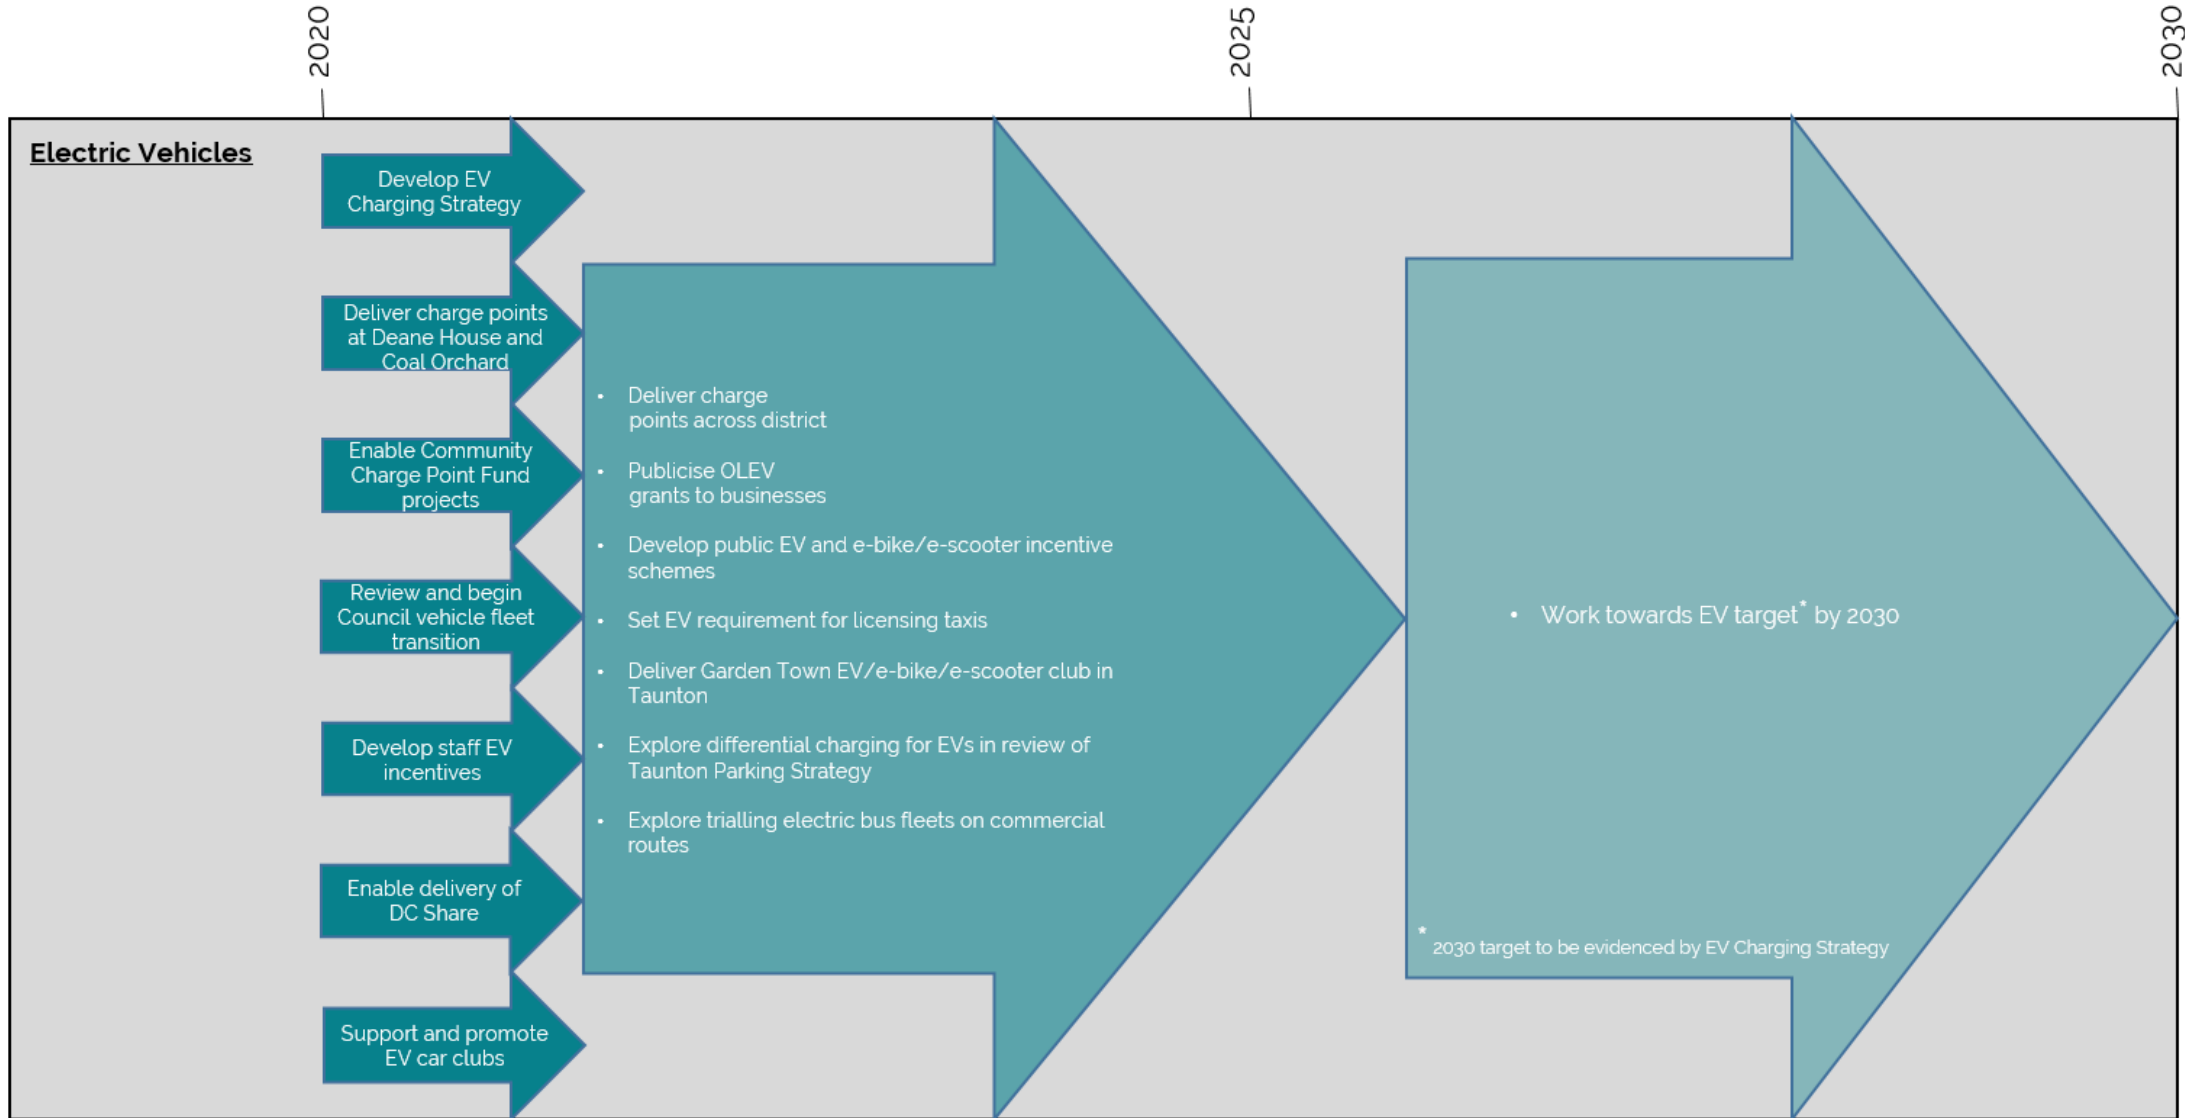 2020
2025
2030
Electric Vehicles
Develop EV
Charging Strategy
Deliver charge points
at Deane House and
Coal Orchard
Enable Community
Charge Point Fund
projects
Review and begin
Council vehicle fleet
transition
Develop staff EV
incentives
Enable delivery of
DC Share
Support and promote
EV car clubs
• Deliver charge
points across district
• Publicise OLEV
grants to businesses
• Develop public EV and e-bike/e-scooter incentive
schemes
• Set EV requirement for licensing taxis
• Deliver Garden Town EV/e-bike/e-scooter club in
Taunton
• Explore differential charging for EVs in review of
Taunton Parking Strategy
• Explore trialling electric bus fleets on commercial
routes
• Work towards EV target* by 2030
* 2030 target to be evidenced by EV Charging Strategy